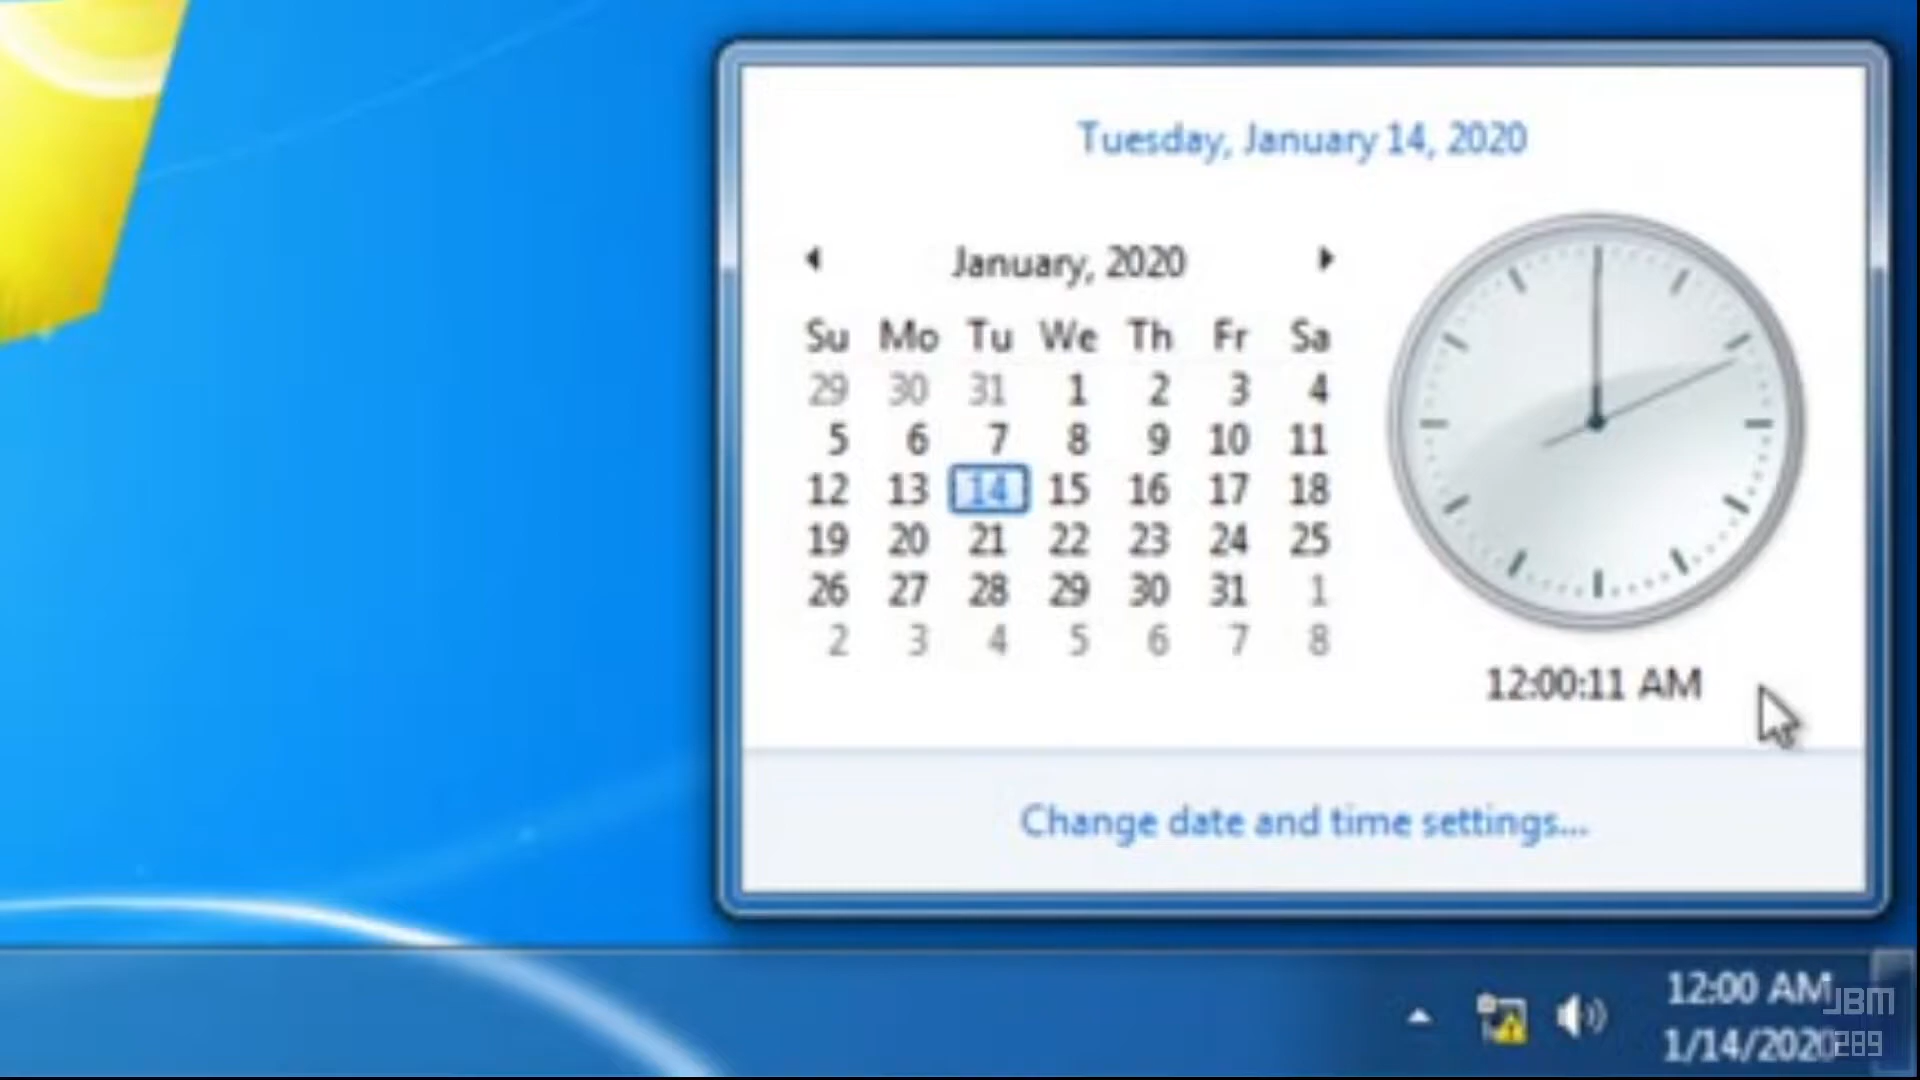 Tuesday, January 14, 2020
January, 2020
Su Mo Tu We Th Fr Sa
29 30 31 1 2 3 4
5 6 7 8 9 10 11
12 13 14 15 16 17 18
19 20 21 22 23 24 25
26 27 28 29 30 31 1
2 3 4 5 6 7 8
12:00:11 AM
Change date and time settings...
12:00 AM
1/14/2020
JBM
289